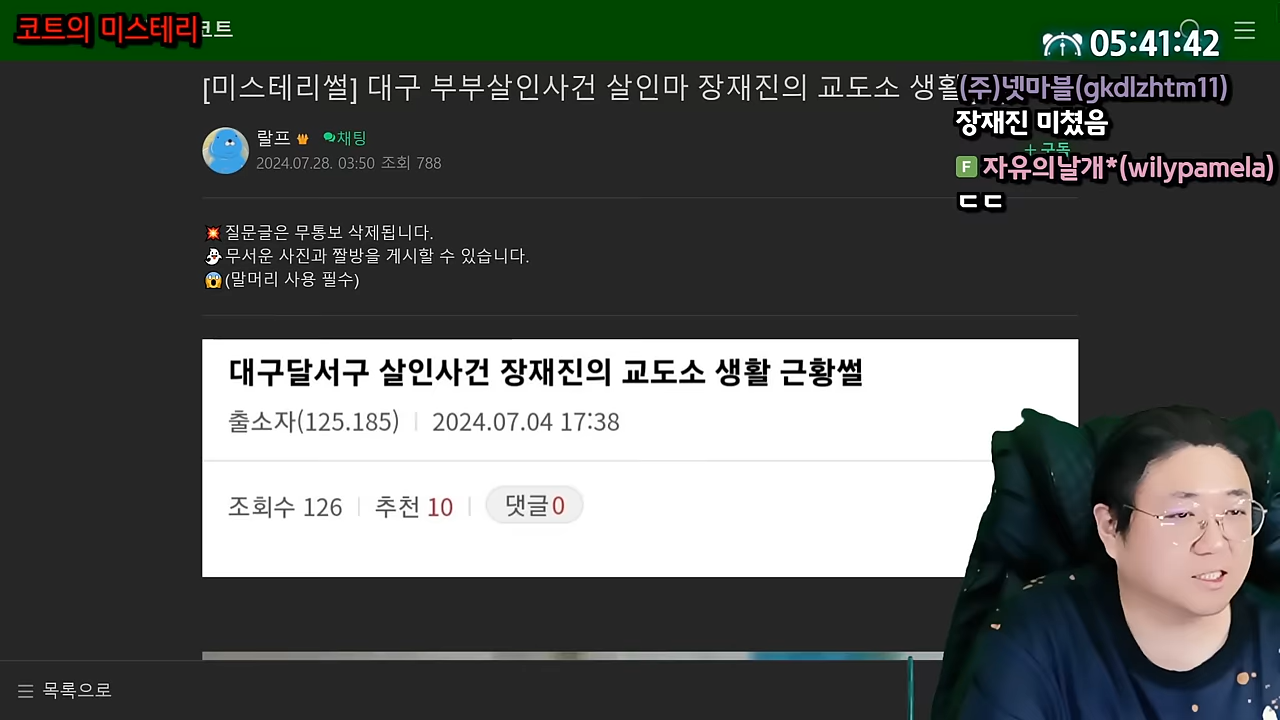 코트의 미스테리
코트
05:41:42
[미스테리썰] 대구 부부살인사건 살인마 장재진의 교도소 생활
(주)넷마블(gkdlzhtm11)
장재진 미쳤음
F 자유의날개*(wilypamela)
ㄷㄷ
랄프 채팅
2024.07.28. 03:50 조회 788
+ 구독
질문글은 무통보 삭제됩니다.
무서운 사진과 짤방을 게시할 수 있습니다.
(말머리 사용 필수)
대구달서구 살인사건 장재진의 교도소 생활 근황썰
출소자(125.185) 2024.07.04 17:38
조회수 126 추천 10 댓글 0
목록으로